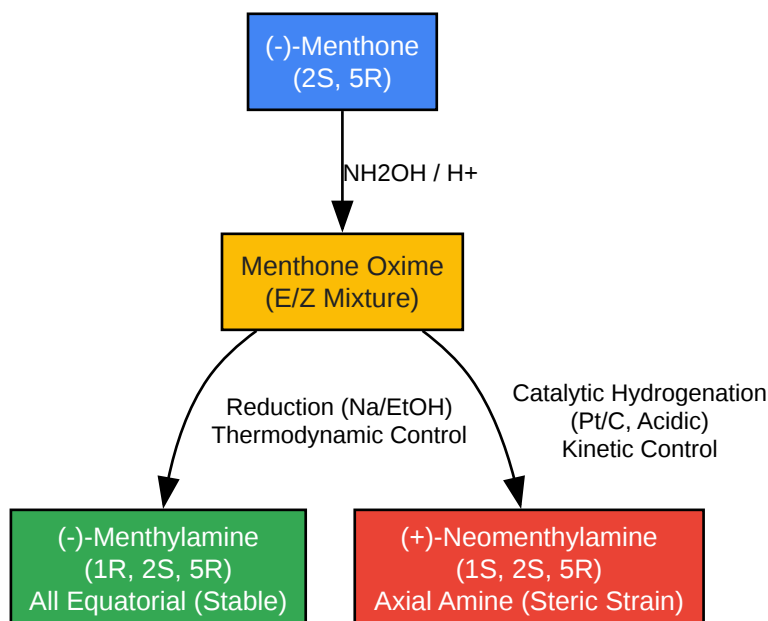 (-)-Menthone
(2S, 5R)
NH2OH / H+
Menthone Oxime
(E/Z Mixture)
Reduction (Na/EtOH)
Thermodynamic Control
Catalytic Hydrogenation
(Pt/C, Acidic)
Kinetic Control
(-)-Menthylamine
(1R, 2S, 5R)
All Equatorial (Stable)
(+)-Neomenthylamine
(1S, 2S, 5R)
Axial Amine (Steric Strain)